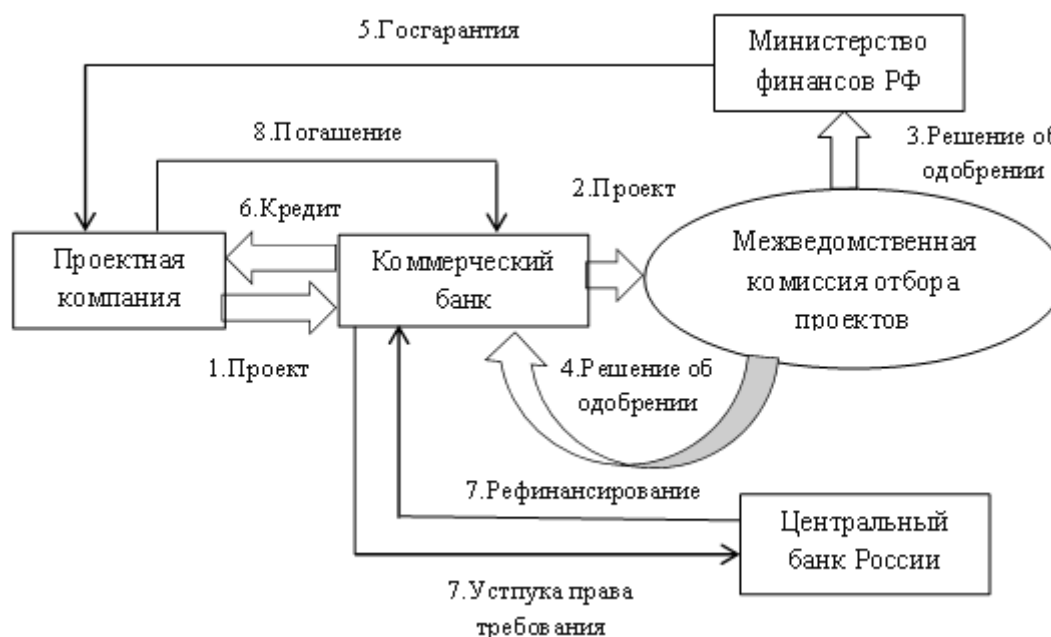 5.Госгарантия
Министерство
финансов РФ
8.Погашение
3.Решение об
одобрении
2.Проект
6.Кредит
Проектная
компания
Коммерческий
банк
Межведомственная
комиссия отбора
проектов
1.Проект
4.Решение об
одобрении
7.Рефинансирование
Центральный
банк России
7.Устпука права
требования